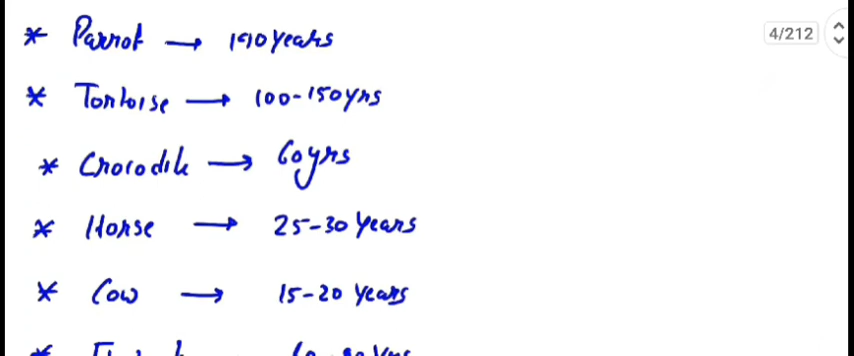 * Parrot → 140 years
4/212
* Tortoise → 100-150 yrs
* Crocodile → 60 yrs
* Horse → 25-30 Years
* Cow → 15-20 Years
*